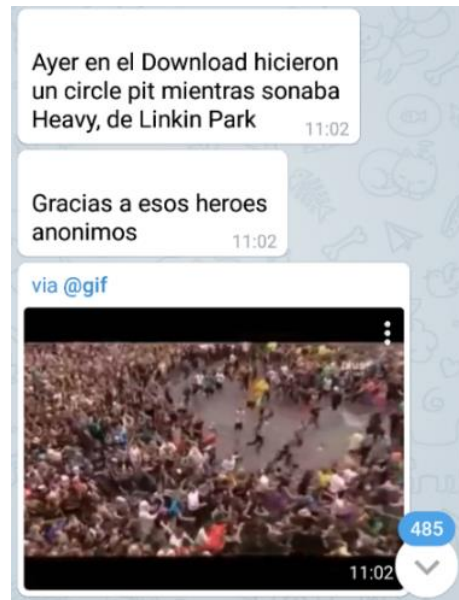 Ayer en el Download hicieron
un circle pit mientras sonaba
Heavy, de Linkin Park
11:02
Gracias a esos heroes
anonimos
11:02
via @gif
485
11:02